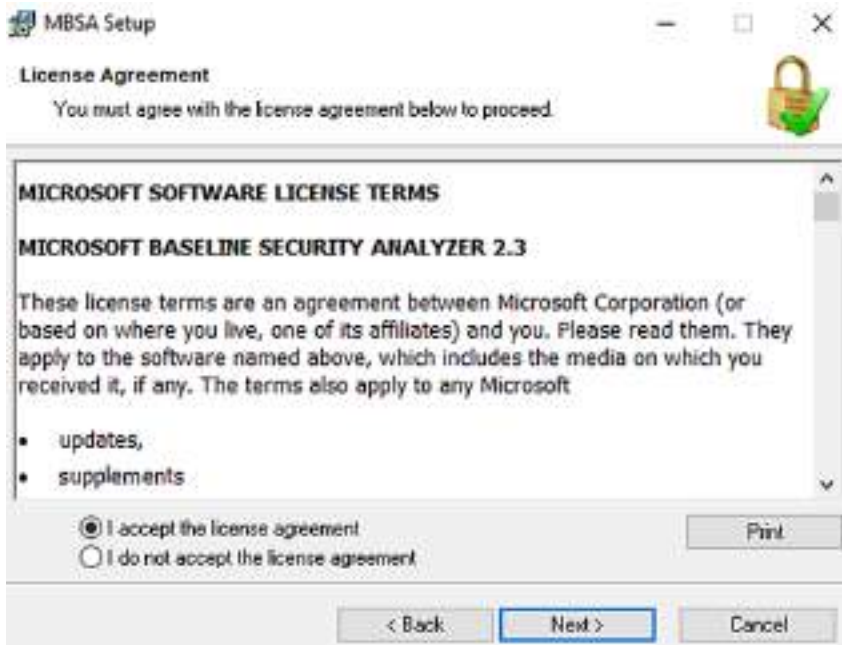 MBSA Setup
License Agreement
You must agree with the license agreement below to proceed.
MICROSOFT SOFTWARE LICENSE TERMS
MICROSOFT BASELINE SECURITY ANALYZER 2.3
These license terms are an agreement between Microsoft Corporation (or
based on where you live, one of its affiliates) and you. Please read them. They
apply to the software named above, which includes the media on which you
received it, if any. The terms also apply to any Microsoft
• updates,
• supplements
I accept the license agreement
Print
I do not accept the license agreement
< Back
Next >
Cancel